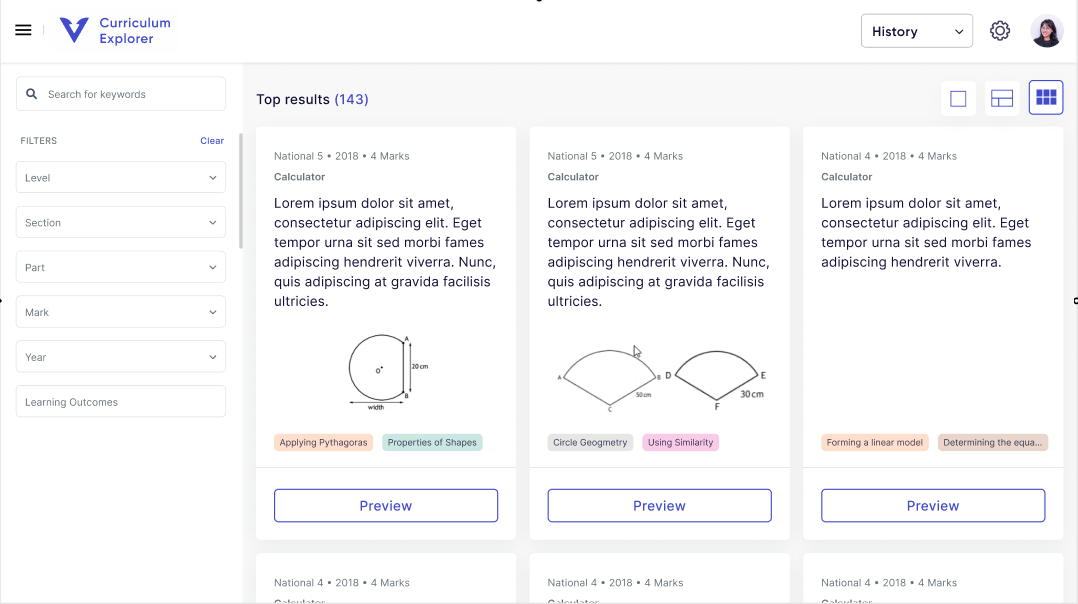 Curriculum
Explorer
History
Search for keywords
FILTERS
Clear
Level
Section
Part
Mark
Year
Learning Outcomes
Top results (143)
National 5 • 2018 • 4 Marks
Calculator
Lorem ipsum dolor sit amet,
consectetur adipiscing elit. Eget
tempor urna sit sed morbi fames
adipiscing hendrerit viverra. Nunc,
quis adipiscing at gravida facilisis
ultricies.
A
O
20 cm
B
width
Applying Pythagoras
Properties of Shapes
Preview
National 5 • 2018 • 4 Marks
Calculator
Lorem ipsum dolor sit amet,
consectetur adipiscing elit. Eget
tempor urna sit sed morbi fames
adipiscing hendrerit viverra. Nunc,
quis adipiscing at gravida facilisis
ultricies.
A
B
50 cm
C
D
E
30 cm
F
Circle Geogmetry
Using Similarity
Preview
National 4 • 2018 • 4 Marks
Calculator
Lorem ipsum dolor sit amet,
consectetur adipiscing elit. Eget
tempor urna sit sed morbi fames
adipiscing hendrerit viverra.
Forming a linear model
Determining the equa...
Preview
National 4 • 2018 • 4 Marks
Calculator
National 4 • 2018 • 4 Marks
Calculator
National 4 • 2018 • 4 Marks
Calculator